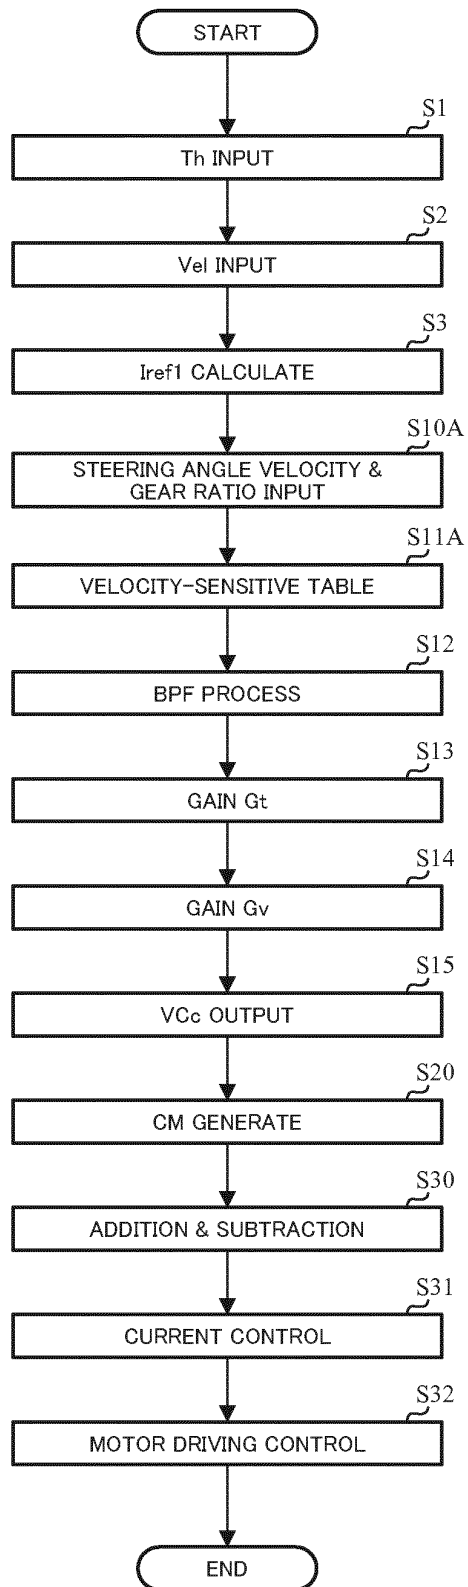 START
S1
Th INPUT
S2
Vel INPUT
S3
Iref1 CALCULATE
S10A
STEERING ANGLE VELOCITY &
GEAR RATIO INPUT
S11A
VELOCITY-SENSITIVE TABLE
S12
BPF PROCESS
S13
GAIN Gt
S14
GAIN Gv
S15
VCc OUTPUT
S20
CM GENERATE
S30
ADDITION & SUBTRACTION
S31
CURRENT CONTROL
S32
MOTOR DRIVING CONTROL
END